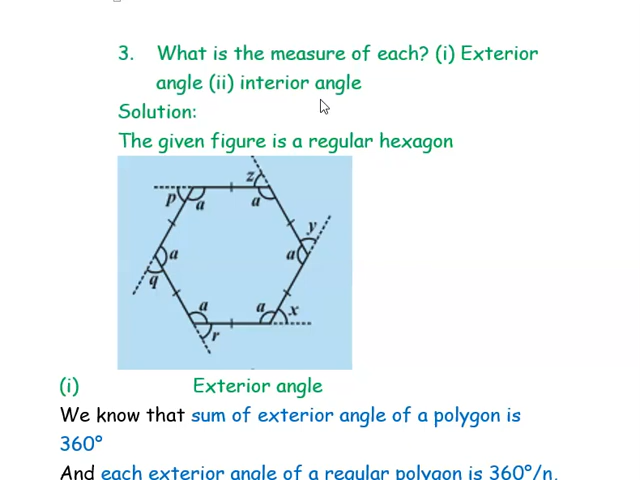 3. What is the measure of each? (i) Exterior
angle (ii) interior angle
Solution:
The given figure is a regular hexagon
z
p a a
y
a a
q
a a x
r
(i) Exterior angle
We know that sum of exterior angle of a polygon is
360°
And each exterior angle of a regular polygon is 360°/n,